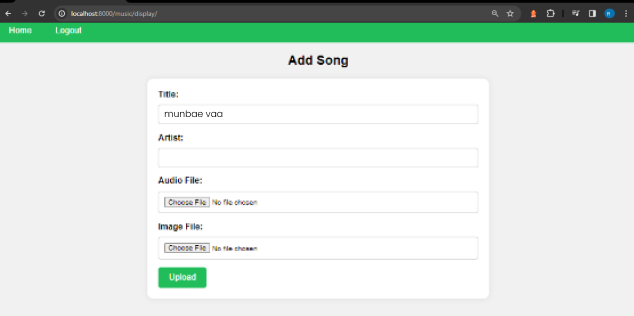 localhost:8000/music/display/
Home Logout
Add Song
Title:
munbae vaa
Artist:
Audio File:
Choose File No file chosen
Image File:
Choose File No file chosen
Upload